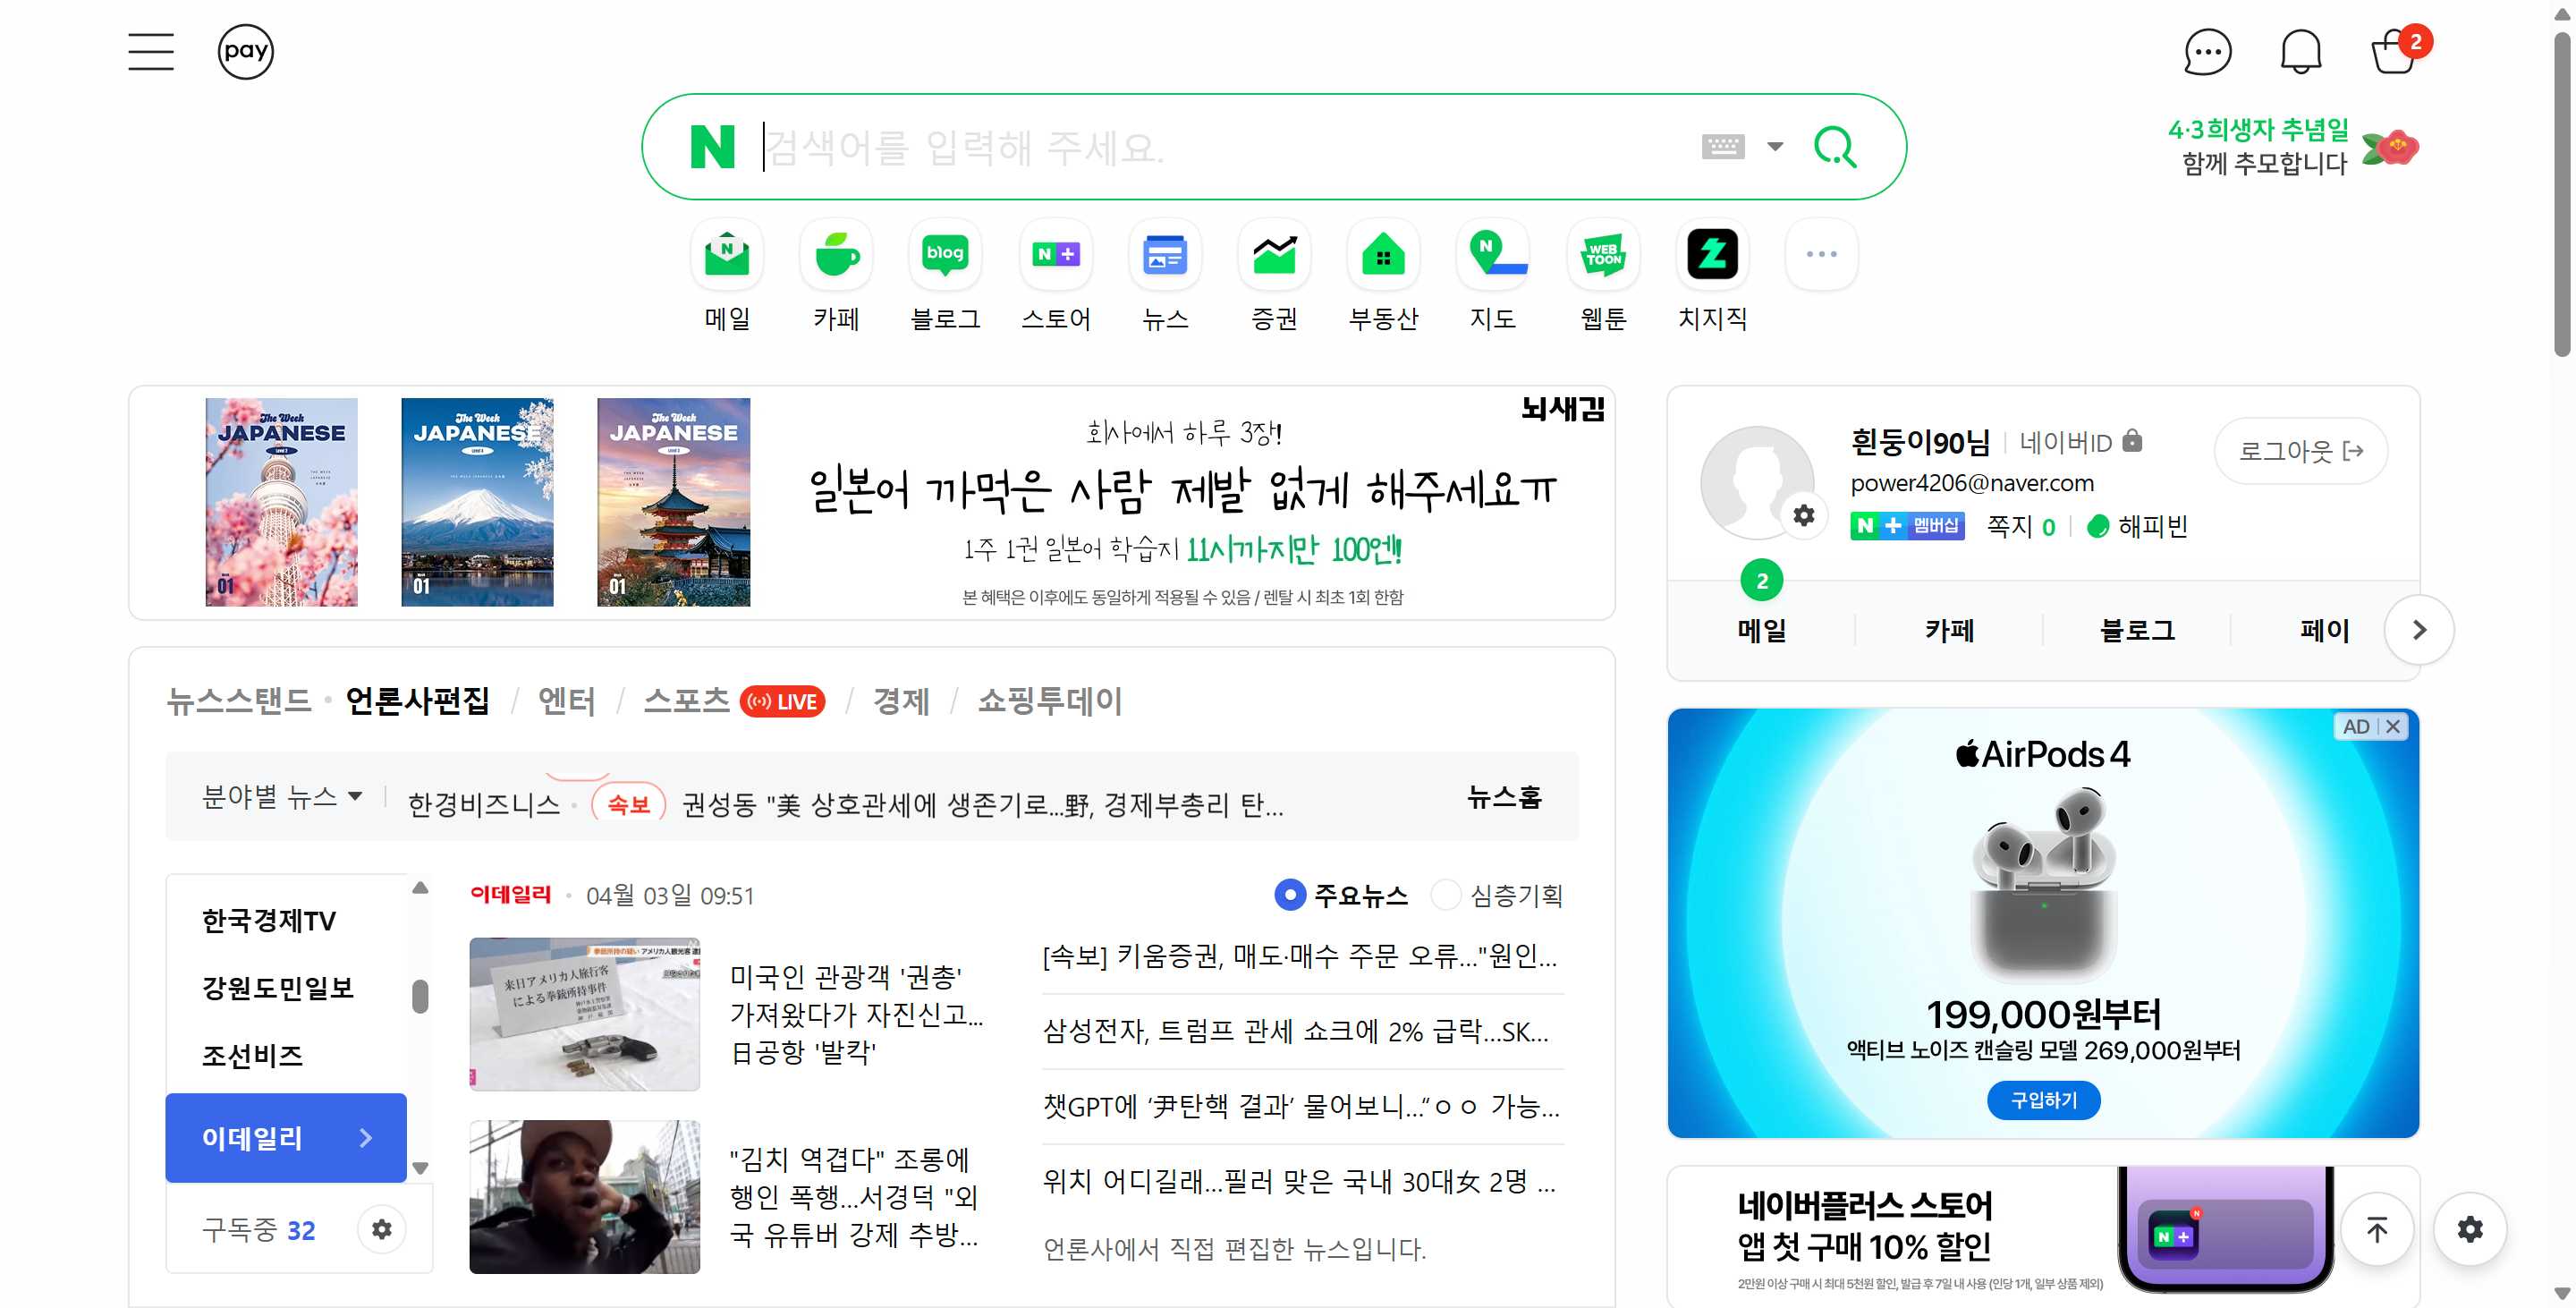 pay
2
N 검색어를 입력해 주세요.
4·3희생자 추념일
함께 추모합니다
N
blog
N+
N
WEB
TOON
메일
카페
블로그
스토어
뉴스
증권
부동산
지도
웹툰
치지직
The Week
JAPANESE
01
The Week
JAPANESE
01
The Week
JAPANESE
01
뇌새김
회사에서 하루 3장!
일본어 까먹은 사람 제발 없게 해주세요ㅠ
1주 1권 일본어 학습지 11시까지만 100엔!
본 혜택은 이후에도 동일하게 적용될 수 있음 / 렌탈 시 최초 1회 한함
흰둥이90님 네이버ID
로그아웃
power4206@naver.com
N + 멤버십 쪽지 0 해피빈
2
메일 카페 블로그 페이
뉴스스탠드 · 언론사편집 / 엔터 / 스포츠 LIVE / 경제 / 쇼핑투데이
분야별 뉴스 한경비즈니스 · 속보 권성동 "美 상호관세에 생존기로...野, 경제부총리 탄... 뉴스홈
한국경제TV
강원도민일보
조선비즈
이데일리
구독중 32
이데일리 · 04월 03일 09:51
주요뉴스 심층기획
来日アメリカ人旅行客
による拳銃所持事件
미국인 관광객 '권총'
가져왔다가 자진신고...
日공항 '발칵'
"김치 역겹다" 조롱에
행인 폭행...서경덕 "외
국 유튜버 강제 추방...
[속보] 키움증권, 매도·매수 주문 오류..."원인...
삼성전자, 트럼프 관세 쇼크에 2% 급락...SK...
챗GPT에 ‘尹탄핵 결과’ 물어보니...“ㅇㅇ 가능...
위치 어디길래...필러 맞은 국내 30대女 2명 ...
언론사에서 직접 편집한 뉴스입니다.
AD
AirPods 4
199,000원부터
액티브 노이즈 캔슬링 모델 269,000원부터
구입하기
네이버플러스 스토어
앱 첫 구매 10% 할인
2만원 이상 구매 시 최대 5천원 할인, 발급 후 7일 내 사용 (인당 1개, 일부 상품 제외)
N+
N